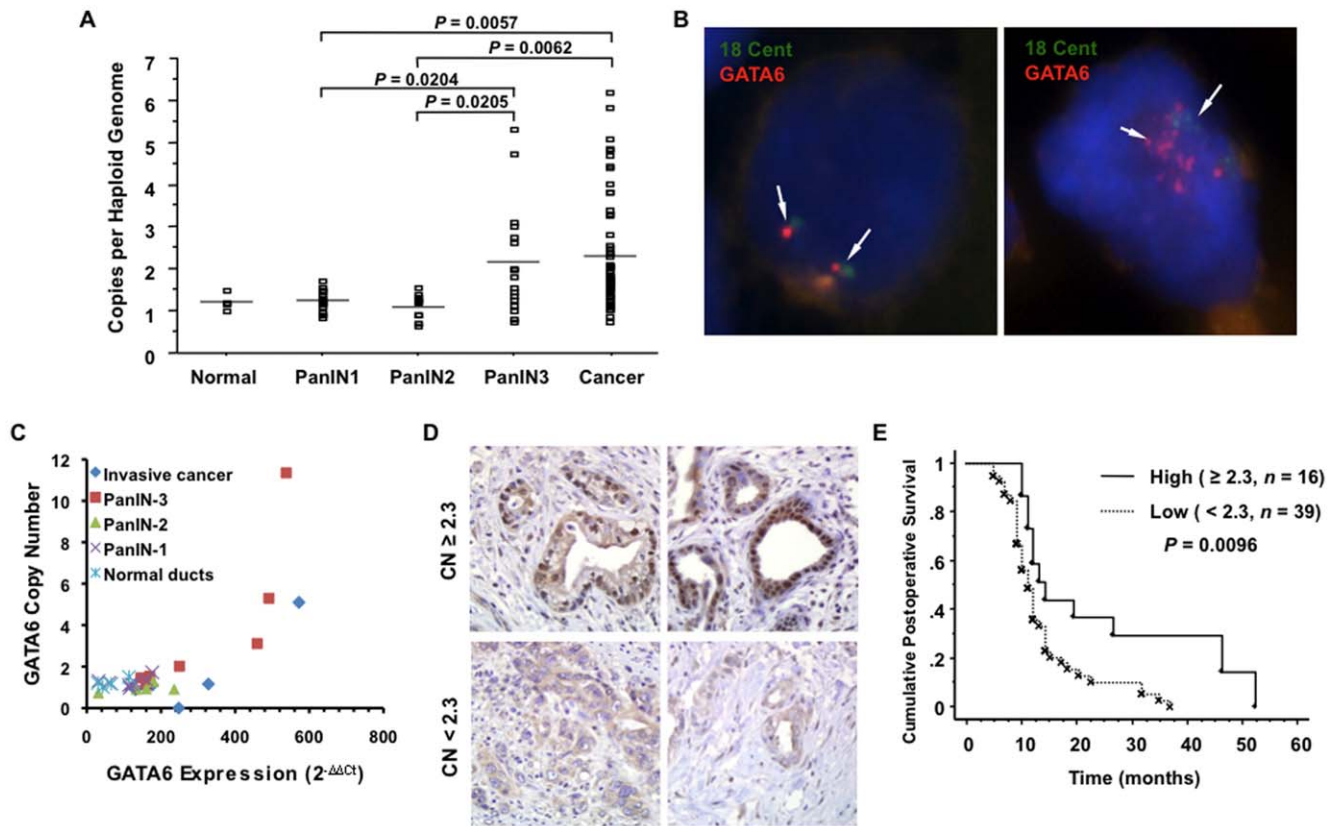 A
P = 0.0057
P = 0.0062
P = 0.0204
P = 0.0205
Copies per Haploid Genome
7
6
5
4
3
2
1
0
Normal PanIN1 PanIN2 PanIN3 Cancer
B
18 Cent
GATA6
18 Cent
GATA6
C
GATA6 Copy Number
12
10
8
6
4
2
0
Invasive cancer
PanIN-3
PanIN-2
PanIN-1
Normal ducts
0 200 400 600 800
GATA6 Expression (2-ΔΔCt)
D
CN ≥ 2.3
CN < 2.3
E
Cumulative Postoperative Survival
1
.8
.6
.4
.2
0
High ( ≥ 2.3, n = 16)
Low ( < 2.3, n = 39)
P = 0.0096
0 10 20 30 40 50 60
Time (months)